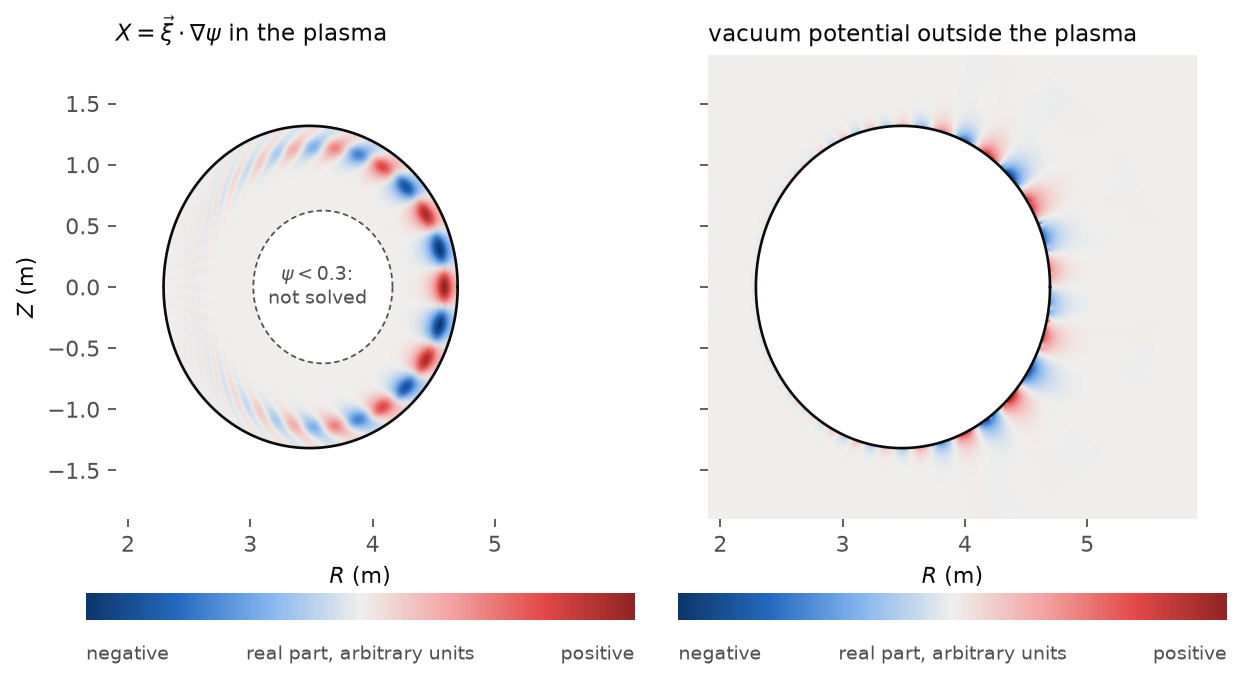 X = ξ⃗ · ∇ψ in the plasma
vacuum potential outside the plasma
1.5
1.0
0.5
0.0
−0.5
−1.0
−1.5
Z (m)
ψ < 0.3:
not solved
2 3 4 5
2 3 4 5
R (m)
R (m)
negative real part, arbitrary units positive
negative real part, arbitrary units positive